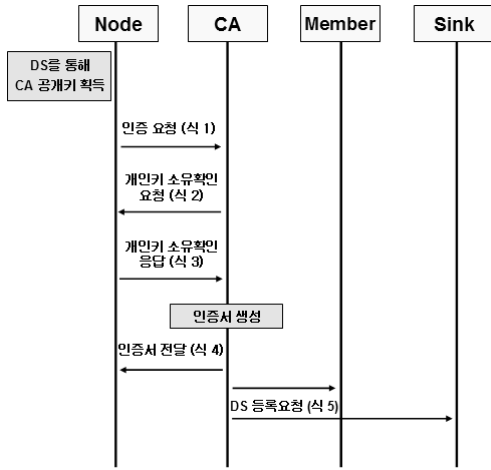 Node CA Member Sink
DS를 통해
CA 공개키 획득
인증 요청 (식 1)
개인키 소유확인
요청 (식 2)
개인키 소유확인
응답 (식 3)
인증서 생성
인증서 전달 (식 4)
DS 등록요청 (식 5)